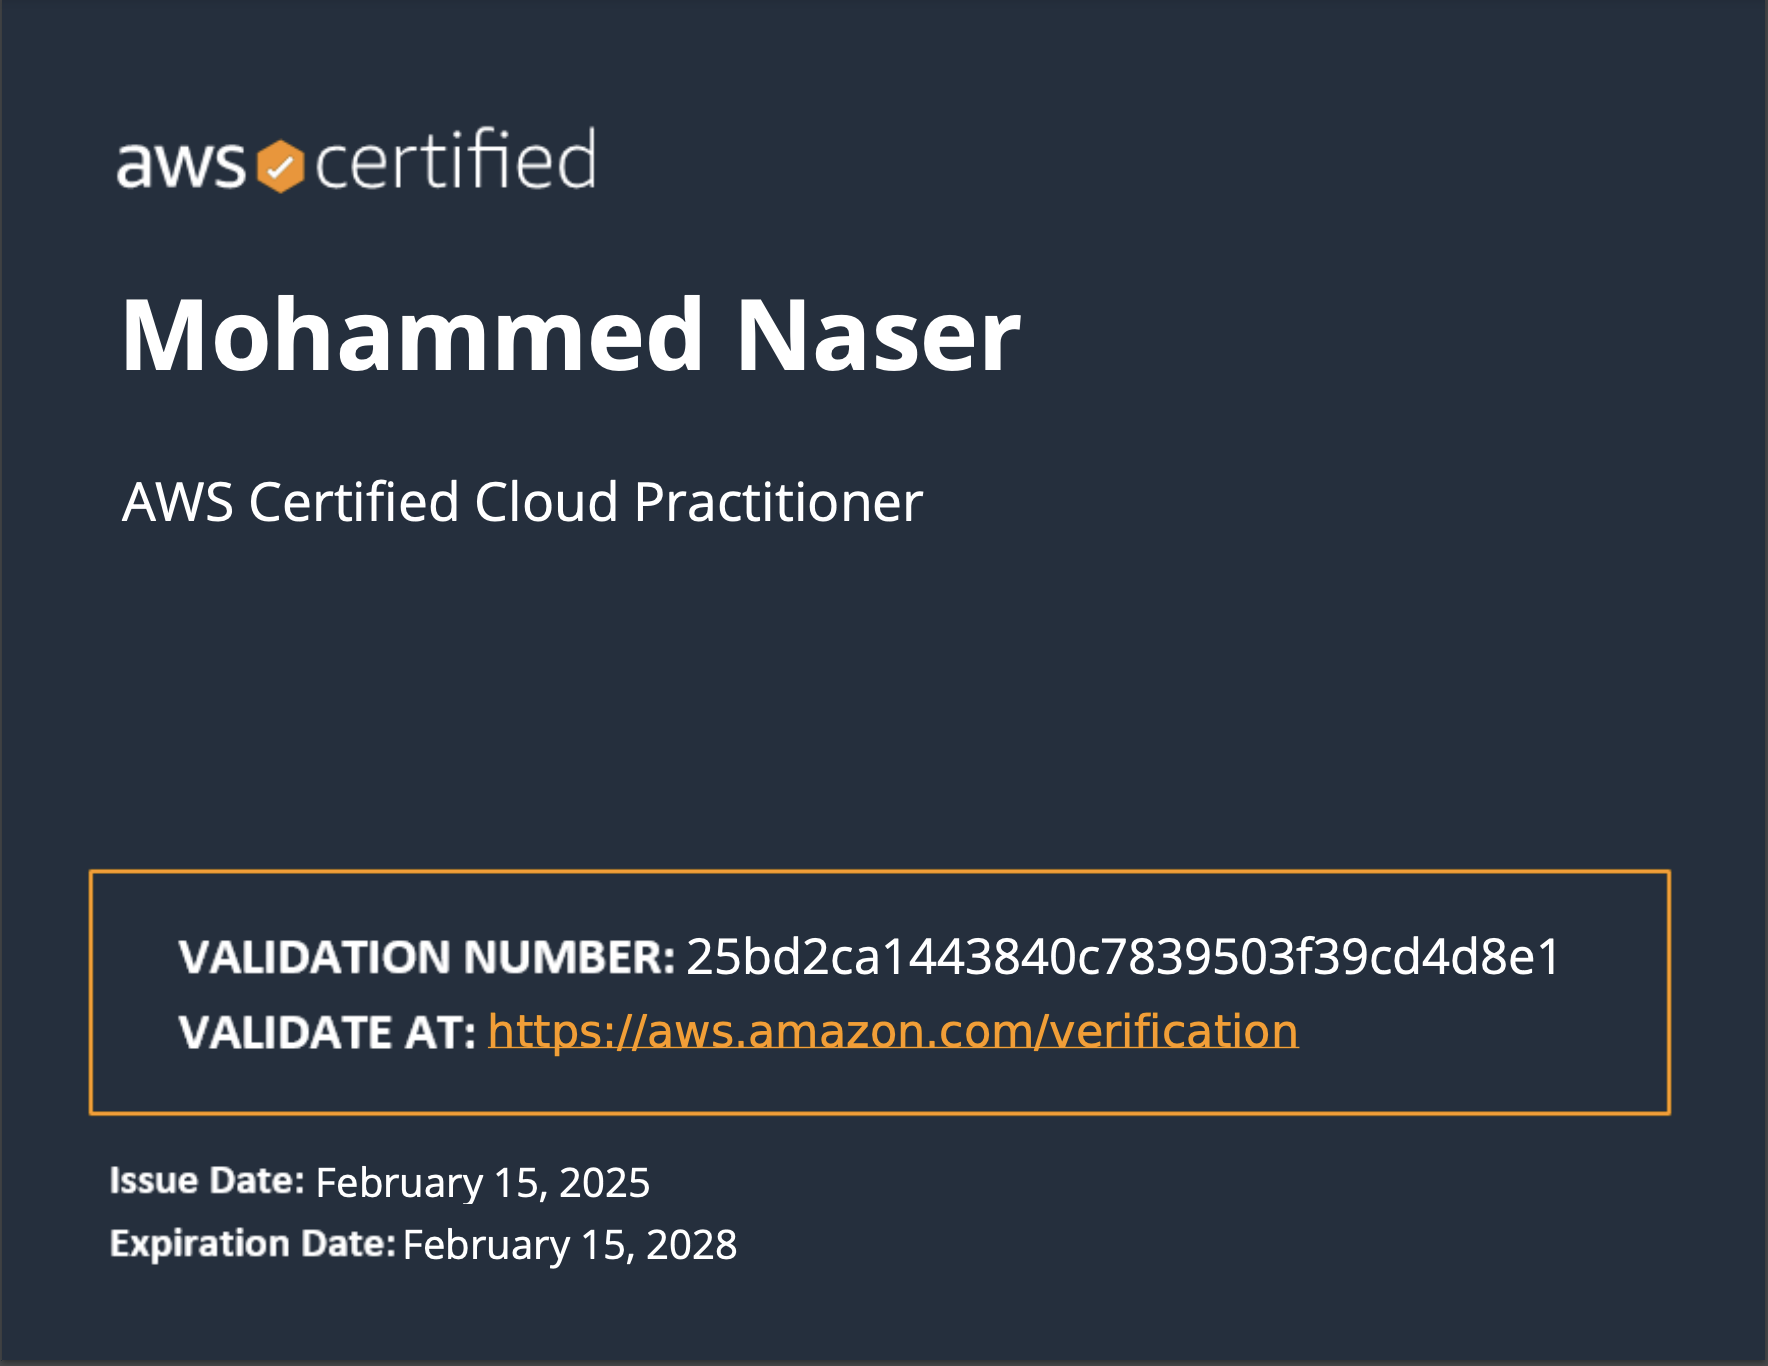 aws certified
Mohammed Naser
AWS Certified Cloud Practitioner
VALIDATION NUMBER: 25bd2ca1443840c7839503f39cd4d8e1
VALIDATE AT: https://aws.amazon.com/verification
Issue Date: February 15, 2025
Expiration Date: February 15, 2028